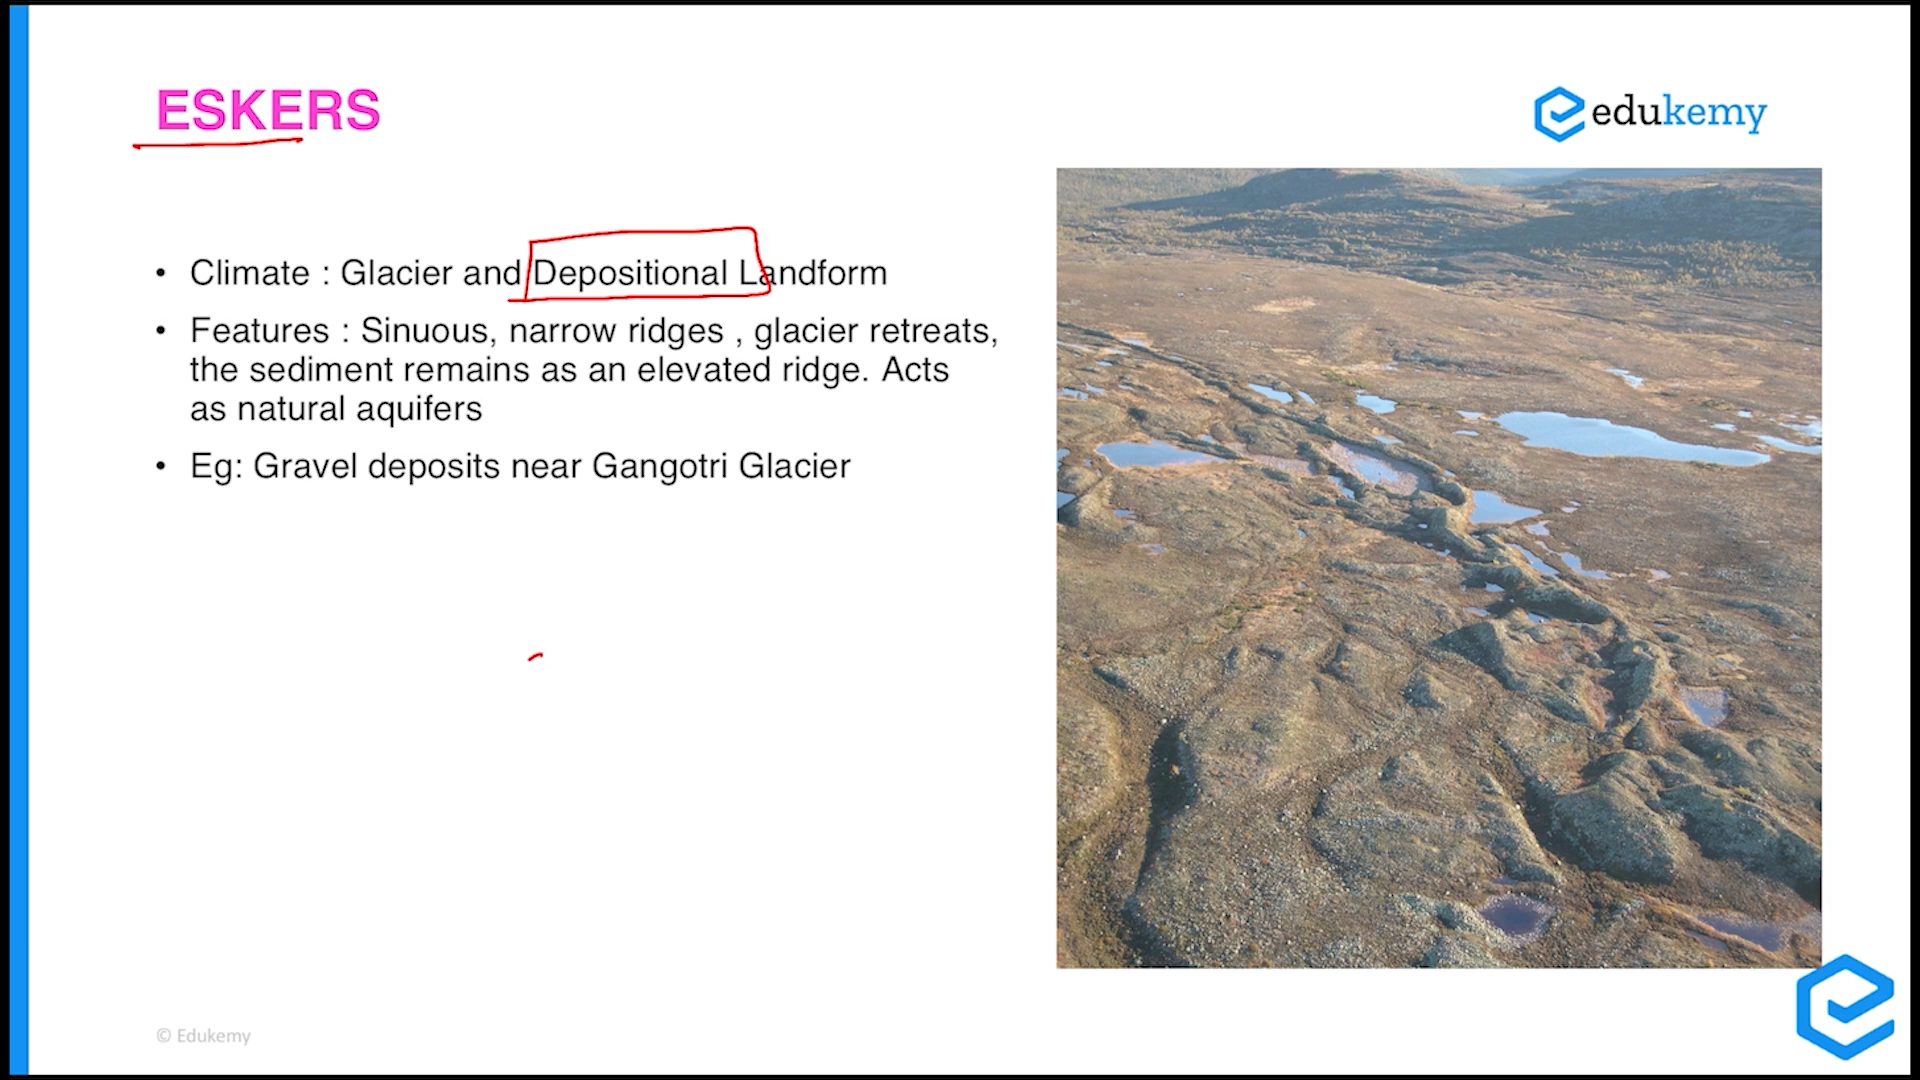 ESKERS
edukemy
• Climate : Glacier and Depositional Landform
• Features : Sinuous, narrow ridges , glacier retreats,
the sediment remains as an elevated ridge. Acts
as natural aquifers
• Eg: Gravel deposits near Gangotri Glacier
© Edukemy